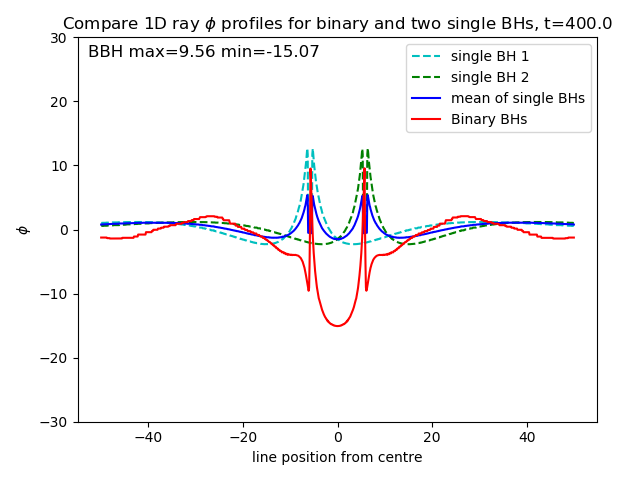 Compare 1D ray ϕ profiles for binary and two single BHs, t=400.0
BBH max=9.56 min=-15.07
single BH 1
single BH 2
mean of single BHs
Binary BHs
30
20
10
0
−10
−20
−30
ϕ
−40 −20 0 20 40
line position from centre